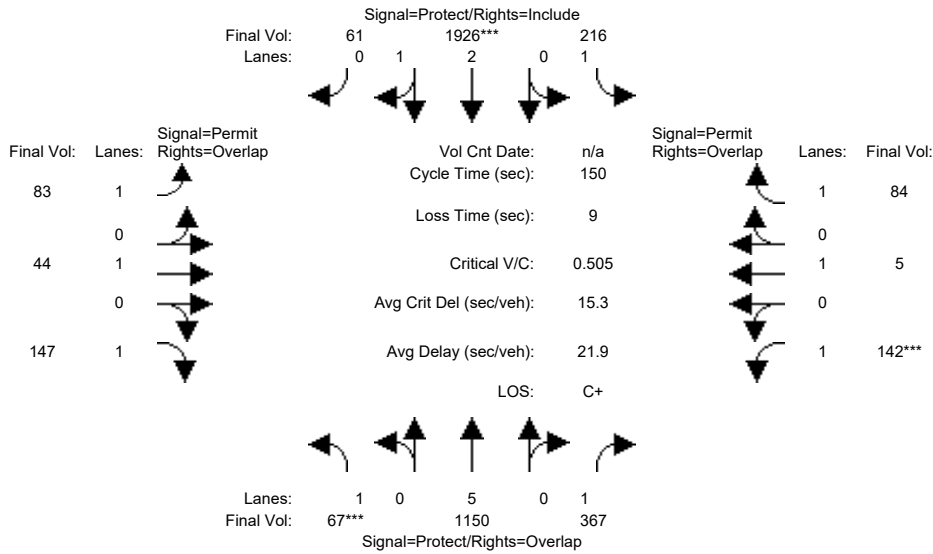 Signal=Protect/Rights=Include
Final Vol: 61 1926*** 216
Lanes: 0 1 2 0 1
Signal=Permit Signal=Permit
Final Vol: Lanes: Rights=Overlap Vol Cnt Date: n/a Rights=Overlap Lanes: Final Vol:
Cycle Time (sec): 150
83 1 1 84
Loss Time (sec): 9
0 0
44 1 Critical V/C: 0.505 1 5
0 Avg Crit Del (sec/veh): 15.3 0
147 1 Avg Delay (sec/veh): 21.9 1 142***
LOS: C+
Lanes: 1 0 5 0 1
Final Vol: 67*** 1150 367
Signal=Protect/Rights=Overlap